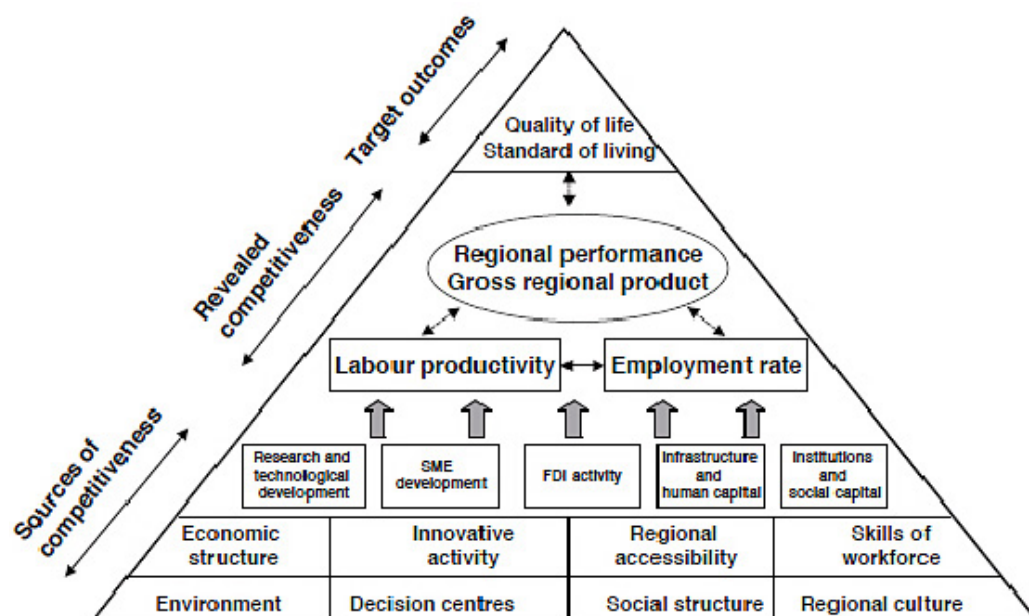 Target outcomes
Quality of life
Standard of living
Revealed
competitiveness
Regional performance
Gross regional product
Labour productivity
Employment rate
Sources of
competitiveness
Research and
technological
development
SME
development
FDI activity
Infrastructure
and
human capital
Institutions
and
social capital
Economic
structure
Innovative
activity
Regional
accessibility
Skills of
workforce
Environment
Decision centres
Social structure
Regional culture